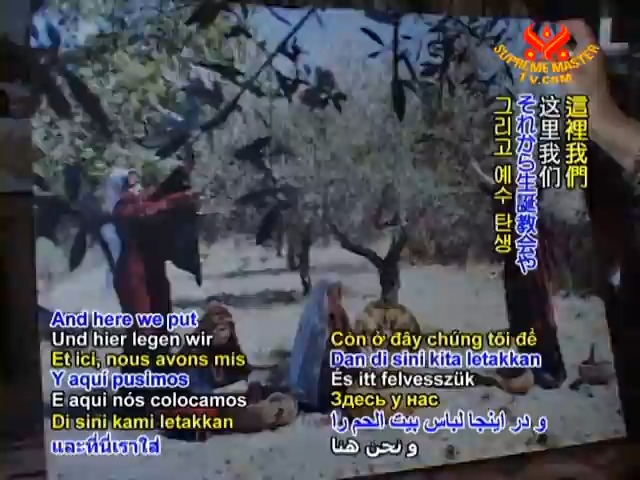 SUPREME MASTER
TV.COM
這裡我們
这里我们
それから生誕教会や
그리고 예수 탄생
And here we put
Und hier legen wir
Et ici, nous avons mis
Y aquí pusimos
E aqui nós colocamos
Di sini kami letakkan
และที่นี่เราใส่
Còn ở đây chúng tôi để
Dan di sini kita letakkan
És itt felvesszük
Здесь у нас
و در اینجا لباس بیت الحم را
و نحن هنا